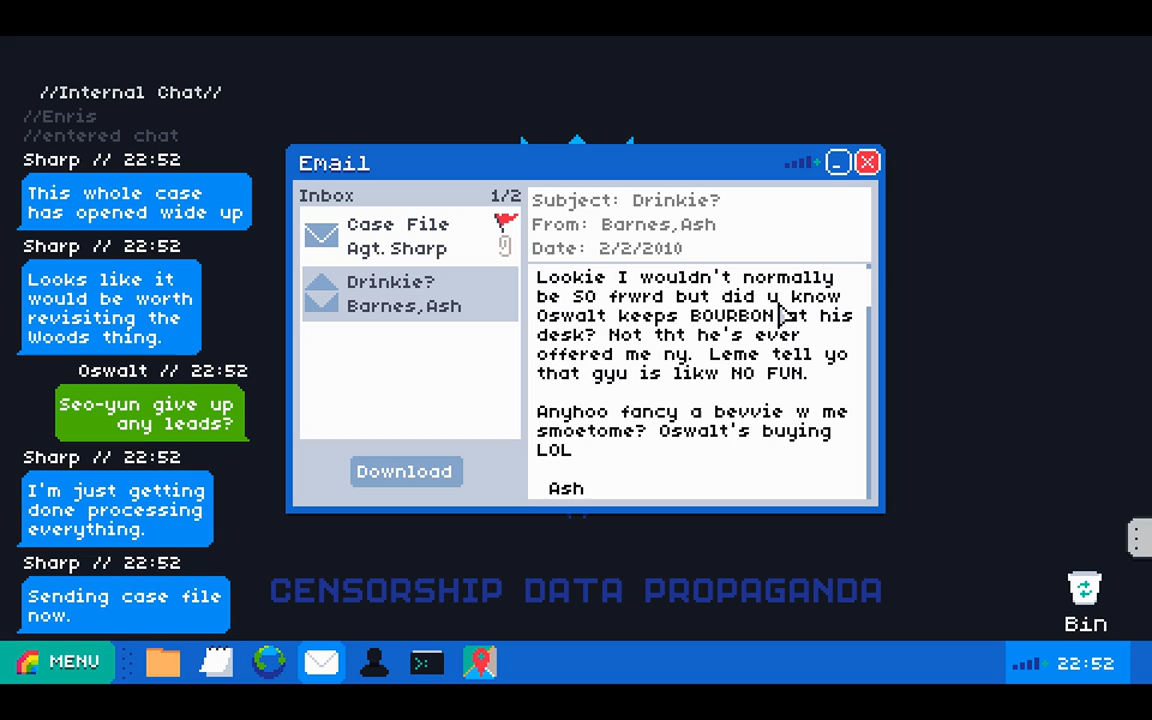 //Internal Chat//
//Enris
//entered chat
Sharp // 22:52
This whole case
has opened wide up
Sharp // 22:52
Looks like it
would be worth
revisiting the
Woods thing.
Oswalt // 22:52
Seo-yun give up
any leads?
Sharp // 22:52
I'm just getting
done processing
everything.
Sharp // 22:52
Sending case file
now.
Email
Inbox 1/2
Case File
Agt.Sharp
Drinkie?
Barnes,Ash
Download
Subject: Drinkie?
From: Barnes,Ash
Date: 2/2/2010
Lookie I wouldn't normally
be SO frwrd but did u know
Oswalt keeps BOURBON at his
desk? Not tht he's ever
offered me ny. Leme tell yo
that gyu is likw NO FUN.
Anyhoo fancy a bevvie w me
smoetome? Oswalt's buying
LOL
Ash
CENSORSHIP DATA PROPAGANDA
Bin
MENU
22:52